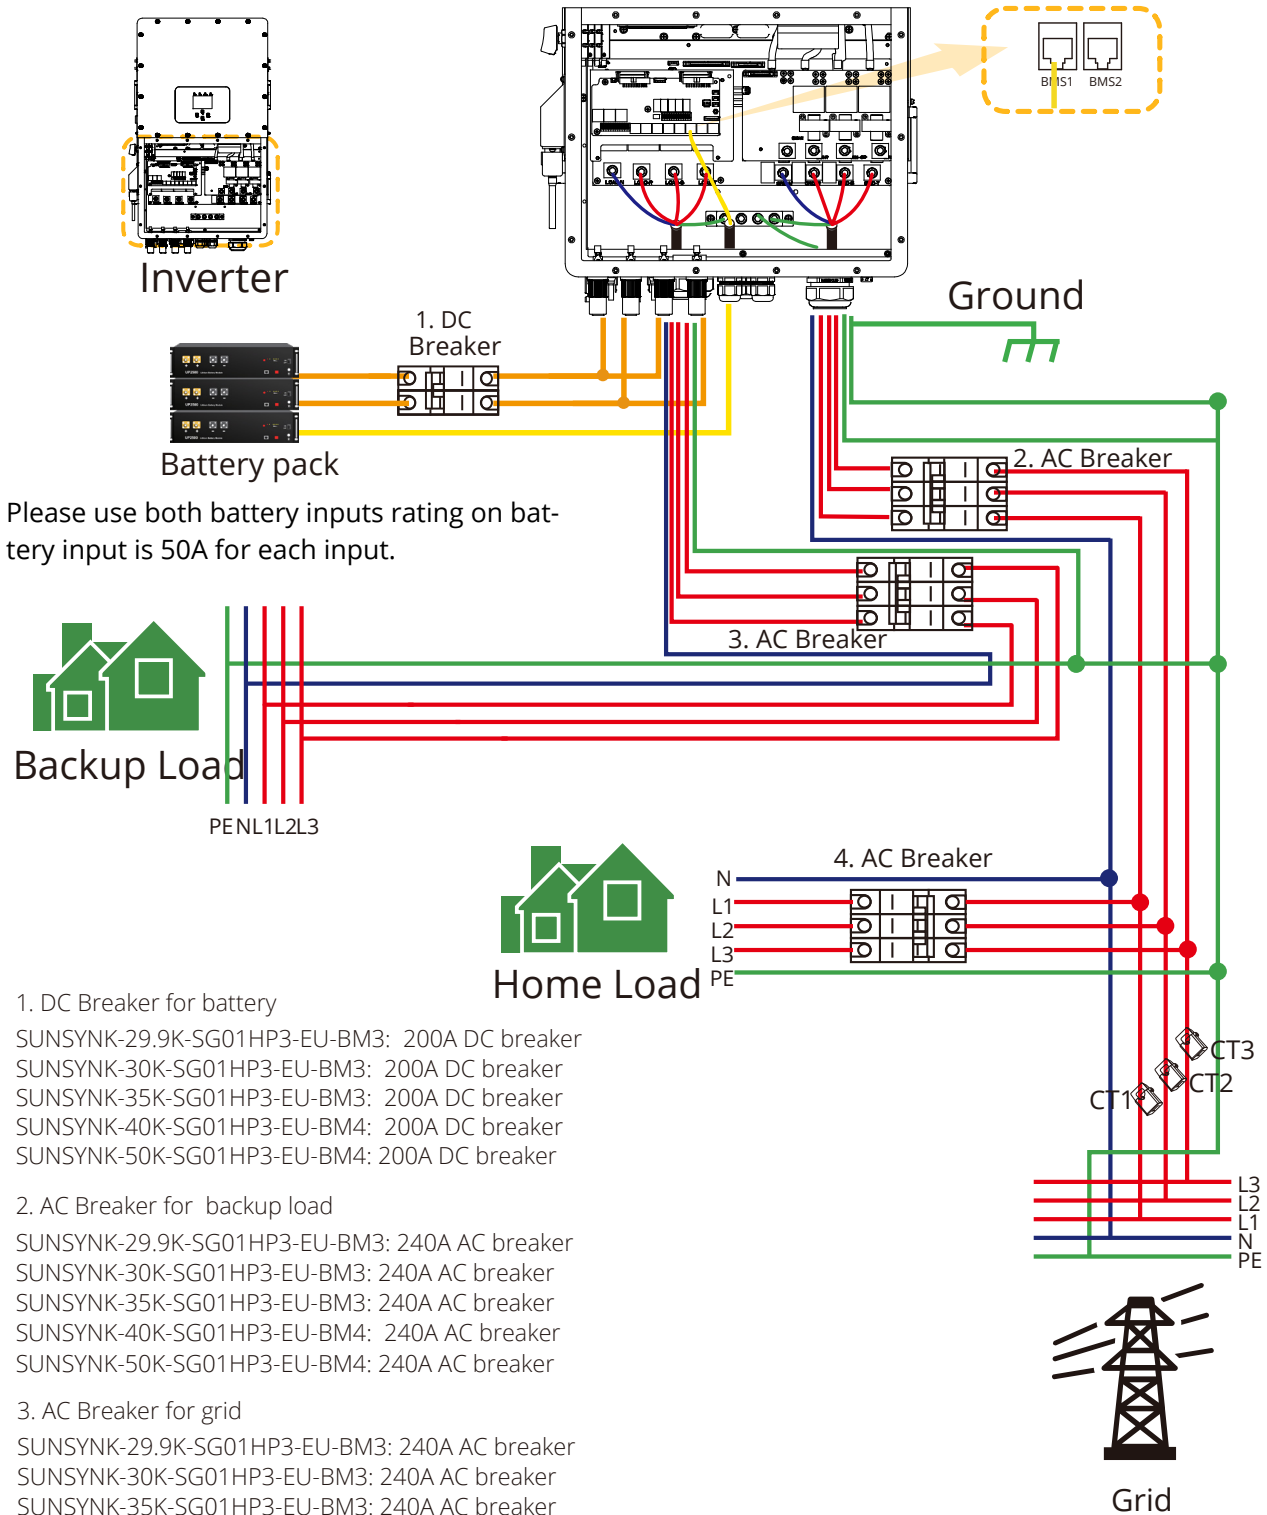 BMS1 BMS2
Inverter
Ground
1. DC
Breaker
Battery pack
2. AC Breaker
Please use both battery inputs rating on bat-
tery input is 50A for each input.
3. AC Breaker
Backup Load
PE N L1 L2 L3
4. AC Breaker
N
L1
L2
L3
PE
Home Load
1. DC Breaker for battery
SUNSYNK-29.9K-SG01HP3-EU-BM3: 200A DC breaker
SUNSYNK-30K-SG01HP3-EU-BM3: 200A DC breaker
SUNSYNK-35K-SG01HP3-EU-BM3: 200A DC breaker
SUNSYNK-40K-SG01HP3-EU-BM4: 200A DC breaker
SUNSYNK-50K-SG01HP3-EU-BM4: 200A DC breaker
CT3
CT2
CT1
L3
L2
L1
N
PE
2. AC Breaker for backup load
SUNSYNK-29.9K-SG01HP3-EU-BM3: 240A AC breaker
SUNSYNK-30K-SG01HP3-EU-BM3: 240A AC breaker
SUNSYNK-35K-SG01HP3-EU-BM3: 240A AC breaker
SUNSYNK-40K-SG01HP3-EU-BM4: 240A AC breaker
SUNSYNK-50K-SG01HP3-EU-BM4: 240A AC breaker
3. AC Breaker for grid
SUNSYNK-29.9K-SG01HP3-EU-BM3: 240A AC breaker
SUNSYNK-30K-SG01HP3-EU-BM3: 240A AC breaker
SUNSYNK-35K-SG01HP3-EU-BM3: 240A AC breaker
Grid